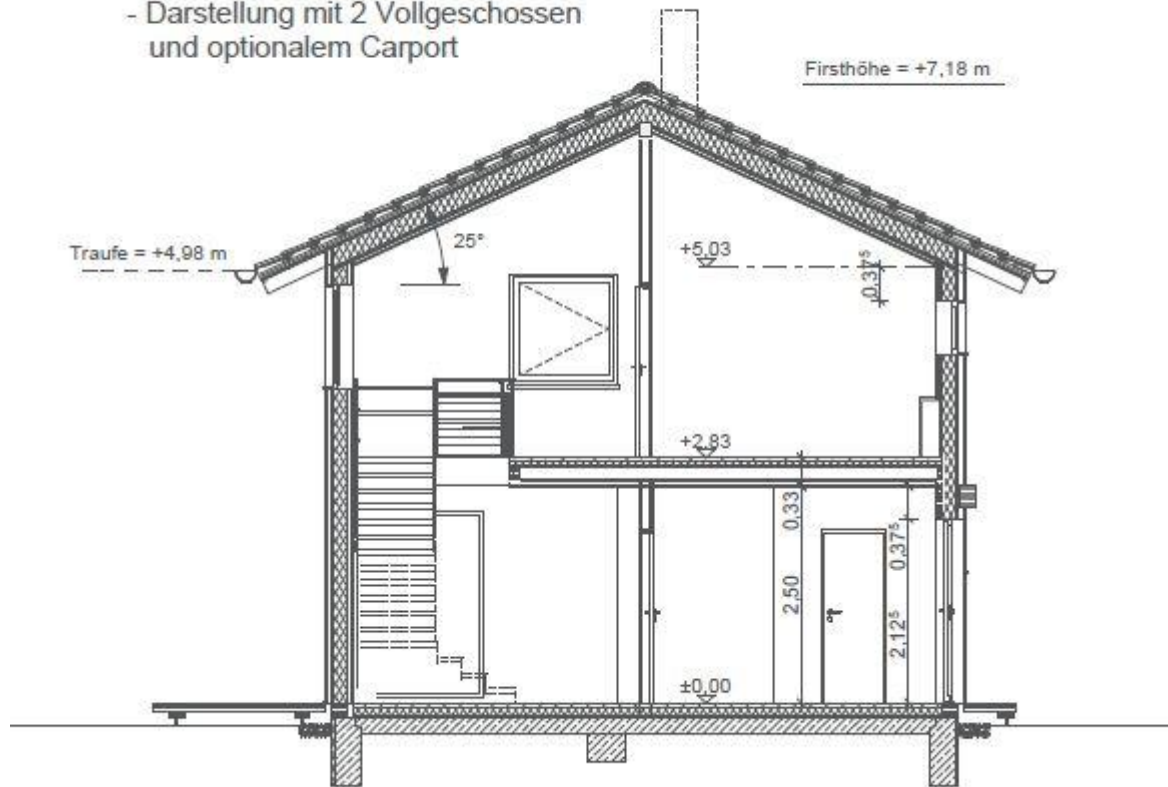 - Darstellung mit 2 Vollgeschossen
und optionalem Carport
Firsthöhe = +7,18 m
Traufe = +4,98 m
25°
+5,03
0,37⁵
+2,83
0,33
0,37⁵
2,50
2,12⁵
±0,00